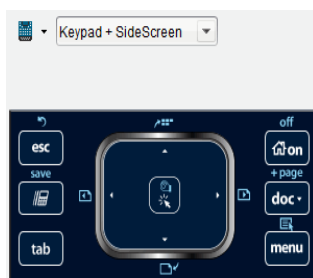 Keypad + SideScreen
off
esc
on
save
+ page
doc
tab
menu